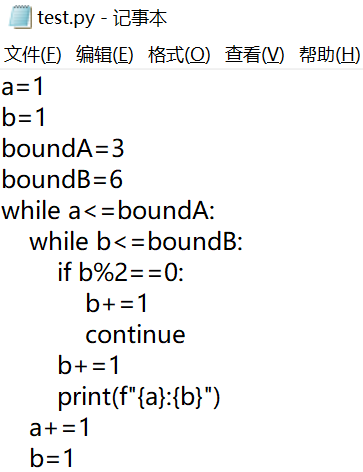 test.py - 记事本
文件(F) 编辑(E) 格式(O) 查看(V) 帮助(H)
a=1
b=1
boundA=3
boundB=6
while a<=boundA:
    while b<=boundB:
        if b%2==0:
            b+=1
            continue
        b+=1
        print(f"{a}:{b}")
    a+=1
    b=1